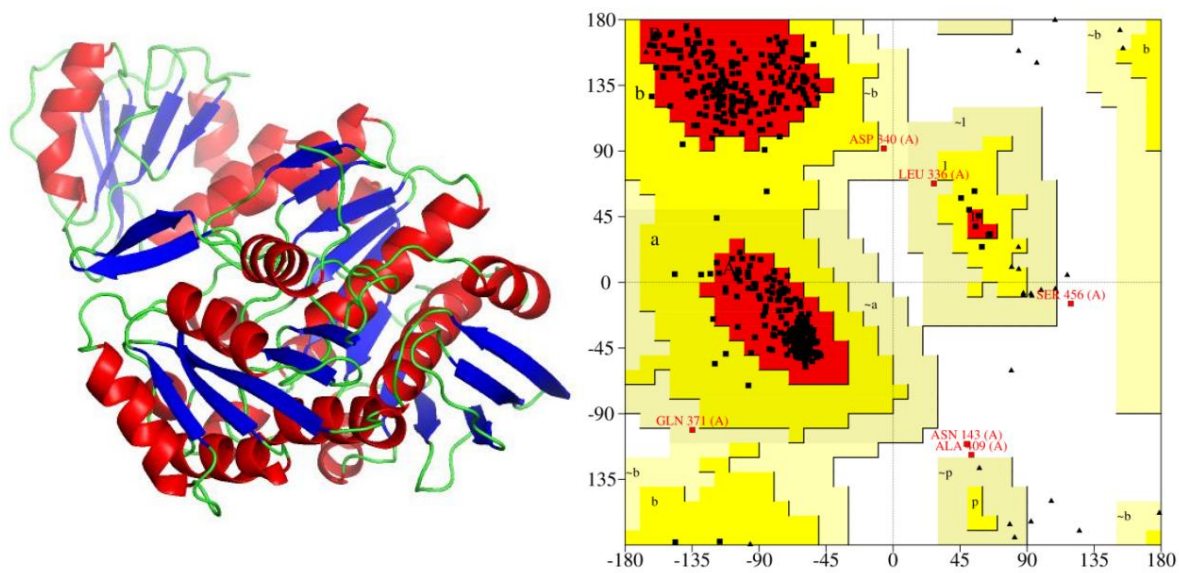 180
~b
b
135
b
~b
~l
90
ASP 340 (A)
l
LEU 336 (A)
45
a
A
0
~a
SER 456 (A)
-45
-90
GLN 371 (A)
ASN 143 (A)
ALA 409 (A)
~b
~p
135
b
p
~b
-180 -135 -90 -45 0 45 90 135 180